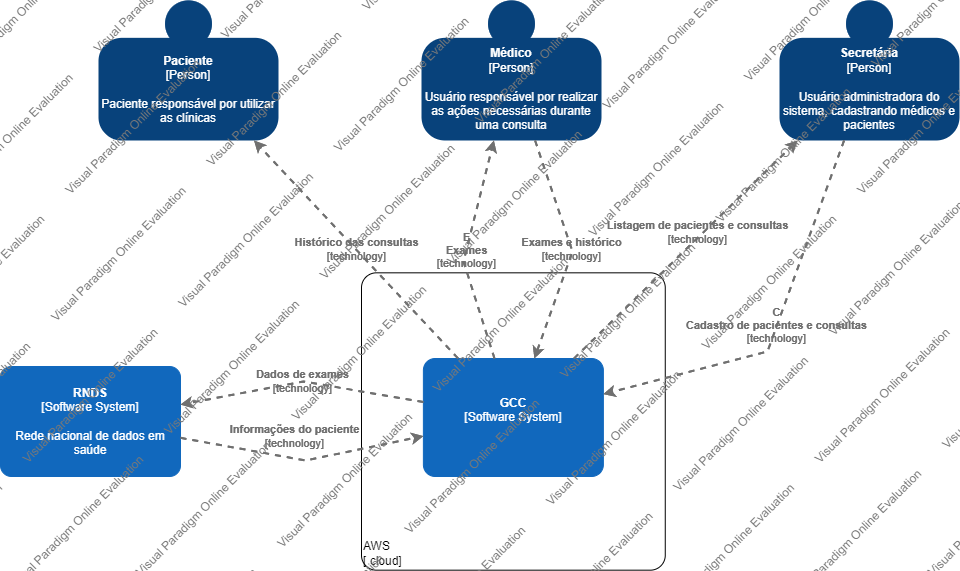 Paciente
[Person]
Paciente responsável por utilizar
as clínicas
Médico
[Person]
Usuário responsável por realizar
as ações necessárias durante
uma consulta
Secretária
[Person]
Usuário administradora do
sistema, cadastrando médicos e
pacientes
Histórico das consultas
[technology]
E
Exames
[technology]
Exames e histórico
[technology]
Listagem de pacientes e consultas
[technology]
C
Cadastro de pacientes e consultas
[technology]
Dados de exames
[technology]
Informações do paciente
[technology]
RNDS
[Software System]
Rede nacional de dados em
saúde
GCC
[Software System]
AWS
[ cloud]
Visual Paradigm Online Evaluation